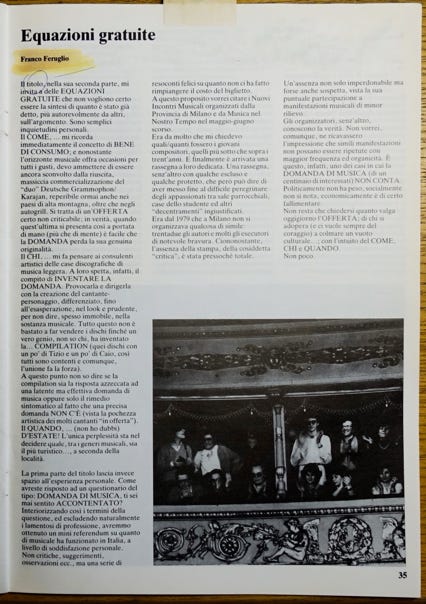 Equazioni gratuite
Franco Feruglio
Il titolo, nella sua seconda parte, mi
invita a delle EQUAZIONI
GRATUITE che non vogliono certo
essere la sintesi di quanto è stato già
detto, più autorevolmente da altri,
sull'argomento. Sono semplici
inquietudini personali.
Il COME, … mi ricorda
immediatamente il concetto di BENE
DI CONSUMO; e nonostante
l'orizzonte musicale offra occasioni per
tutti i gusti, devo ammettere di essere
ancora sconvolto dalla riuscita,
massiccia commercializzazione del
"duo" Deutsche Grammophon/
Karajan, reperibile ormai anche nei
paesi di alta montagna, oltre che negli
autogrill. Si tratta di un'OFFERTA
certo non criticabile; in verità, quando
quest'ultima si presenta così a portata
di mano (più che di mente) è facile che
la DOMANDA perda la sua genuina
originalità.
Il CHI, … mi fa pensare ai consulenti
artistici delle case discografiche di
musica leggera. A loro spetta, infatti, il
compito di INVENTARE LA
DOMANDA. Provocarla e dirigerla
con la creazione del cantante-
personaggio, differenziato, fino
all'esasperazione, nel look e prudente,
per non dire, spesso immobile, nella
sostanza musicale. Tutto questo non è
bastato a far vendere i dischi finché un
vero genio, non so chi, ha inventato
la… COMPILATION (quei dischi con
un po' di Tizio e un po' di Caio, così
tutti sono contenti e comunque,
l'unione fa la forza).
A questo punto non so dire se la
compilation sia la risposta azzeccata ad
una latente ma effettiva domanda di
musica oppure solo il rimedio
sintomatico al fatto che una precisa
domanda NON C'È (vista la pochezza
artistica dei molti cantanti "in offerta").
Il QUANDO, … (non ho dubbi)
D'ESTATE! L'unica perplessità sta nel
decidere quale, tra i generi musicali, sia
il più turistico…, a seconda della
località.
La prima parte del titolo lascia invece
spazio all'esperienza personale. Come
avreste risposto ad un questionario del
tipo: DOMANDA DI MUSICA, ti sei
mai sentito ACCONTENTATO?
Interiorizzando così i termini della
questione, ed escludendo naturalmente
i lamentosi di professione, avremmo
ottenuto un mini referendum su quanto
di musicale ha funzionato in Italia, a
livello di soddisfazione personale.
Non critiche, suggerimenti,
osservazioni ecc., ma una serie di
resoconti felici su quanto non ci ha fatto
rimpiangere il costo del biglietto.
A questo proposito vorrei citare i Nuovi
Incontri Musicali organizzati dalla
Provincia di Milano e da Musica nel
Nostro Tempo nel maggio-giugno
scorso.
Era da molto che mi chiedevo
quali/quanti fossero i giovani
compositori, quelli più sotto che sopra i
trent'anni. È finalmente è arrivata una
rassegna a loro dedicata. Una rassegna,
senz'altro con qualche escluso e
qualche protetto, che però può dire di
aver messo fine al difficile peregrinare
degli appassionati tra sale parrocchiali,
case dello studente ed altri
"decentramenti" ingiustificati.
Era dal 1979 che a Milano non si
organizzava qualcosa di simile:
trentadue gli autori e molti gli esecutori
di notevole bravura. Ciononostante,
l'assenza della stampa, della cosiddetta
"critica", è stata pressoché totale.
Un'assenza non solo imperdonabile ma
forse anche sospetta, vista la sua
puntuale partecipazione a
manifestazioni musicali di minor
rilievo.
Gli organizzatori, senz'altro,
conoscono la verità. Non vorrei,
comunque, ne ricavassero
l'impressione che simili manifestazioni
non possano essere ripetute con
maggior frequenza od organicità. È
questo, infatti, uno dei casi in cui la
DOMANDA DI MUSICA (di un
centinaio di interessati) NON CONTA.
Politicamente non ha peso, socialmente
non si nota, economicamente è di certo
fallimentare.
Non resta che chiedersi quanto valga
oggigiorno l'OFFERTA; di chi si
adopera (e ci vuole sempre del
coraggio) a colmare un vuoto
culturale…; con l'intuito del COME,
CHI e QUANDO.
Non poco.
35